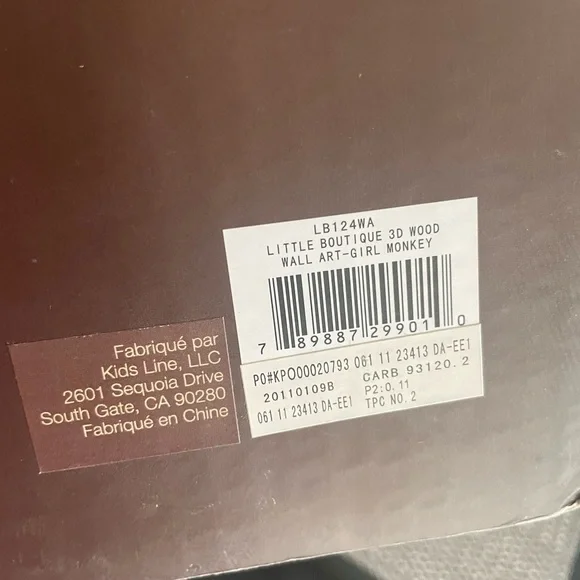 LB124WA
LITTLE BOUTIQUE 3D WOOD
WALL ART-GIRL MONKEY
7 89887 29901 0
PO#KPO00020793 061 11 23413 DA-EE1
20110109B CARB 93120.2
P2:0.11
061 11 23413 DA-EE1 TPC NO.2
Fabriqué par
Kids Line, LLC
2601 Sequoia Drive
South Gate, CA 90280
Fabriqué en Chine